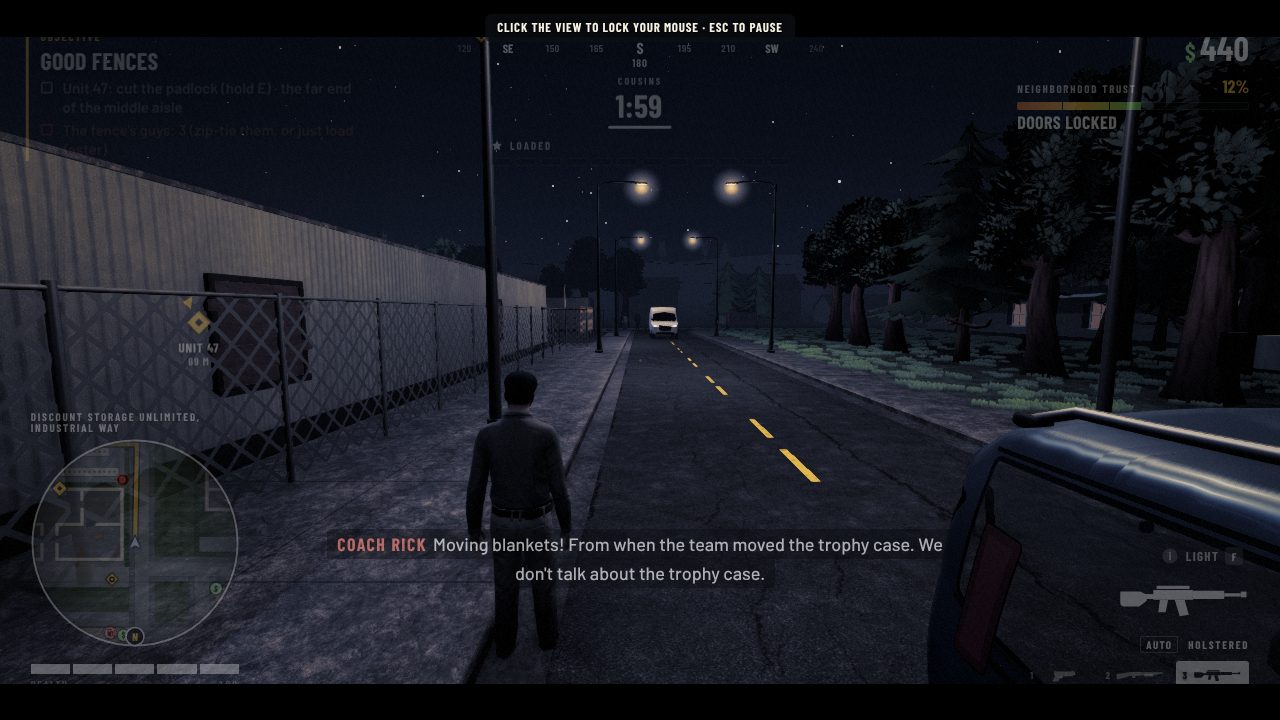 CLICK THE VIEW TO LOCK YOUR MOUSE · ESC TO PAUSE
OBJECTIVE
GOOD FENCES
Unit 47: cut the padlock (hold E) · the far end
of the middle aisle
The fence's guys: 3 (zip-tie them, or just load
faster)
120 SE 150 165 S 195 210 SW 240
180
COUSINS
1:59
LOADED
$440
NEIGHBORHOOD TRUST 12%
DOORS LOCKED
UNIT 47
69 M
DISCOUNT STORAGE UNLIMITED,
INDUSTRIAL WAY
N
COACH RICK Moving blankets! From when the team moved the trophy case. We
don't talk about the trophy case.
LIGHT F
AUTO HOLSTERED
1 2 3